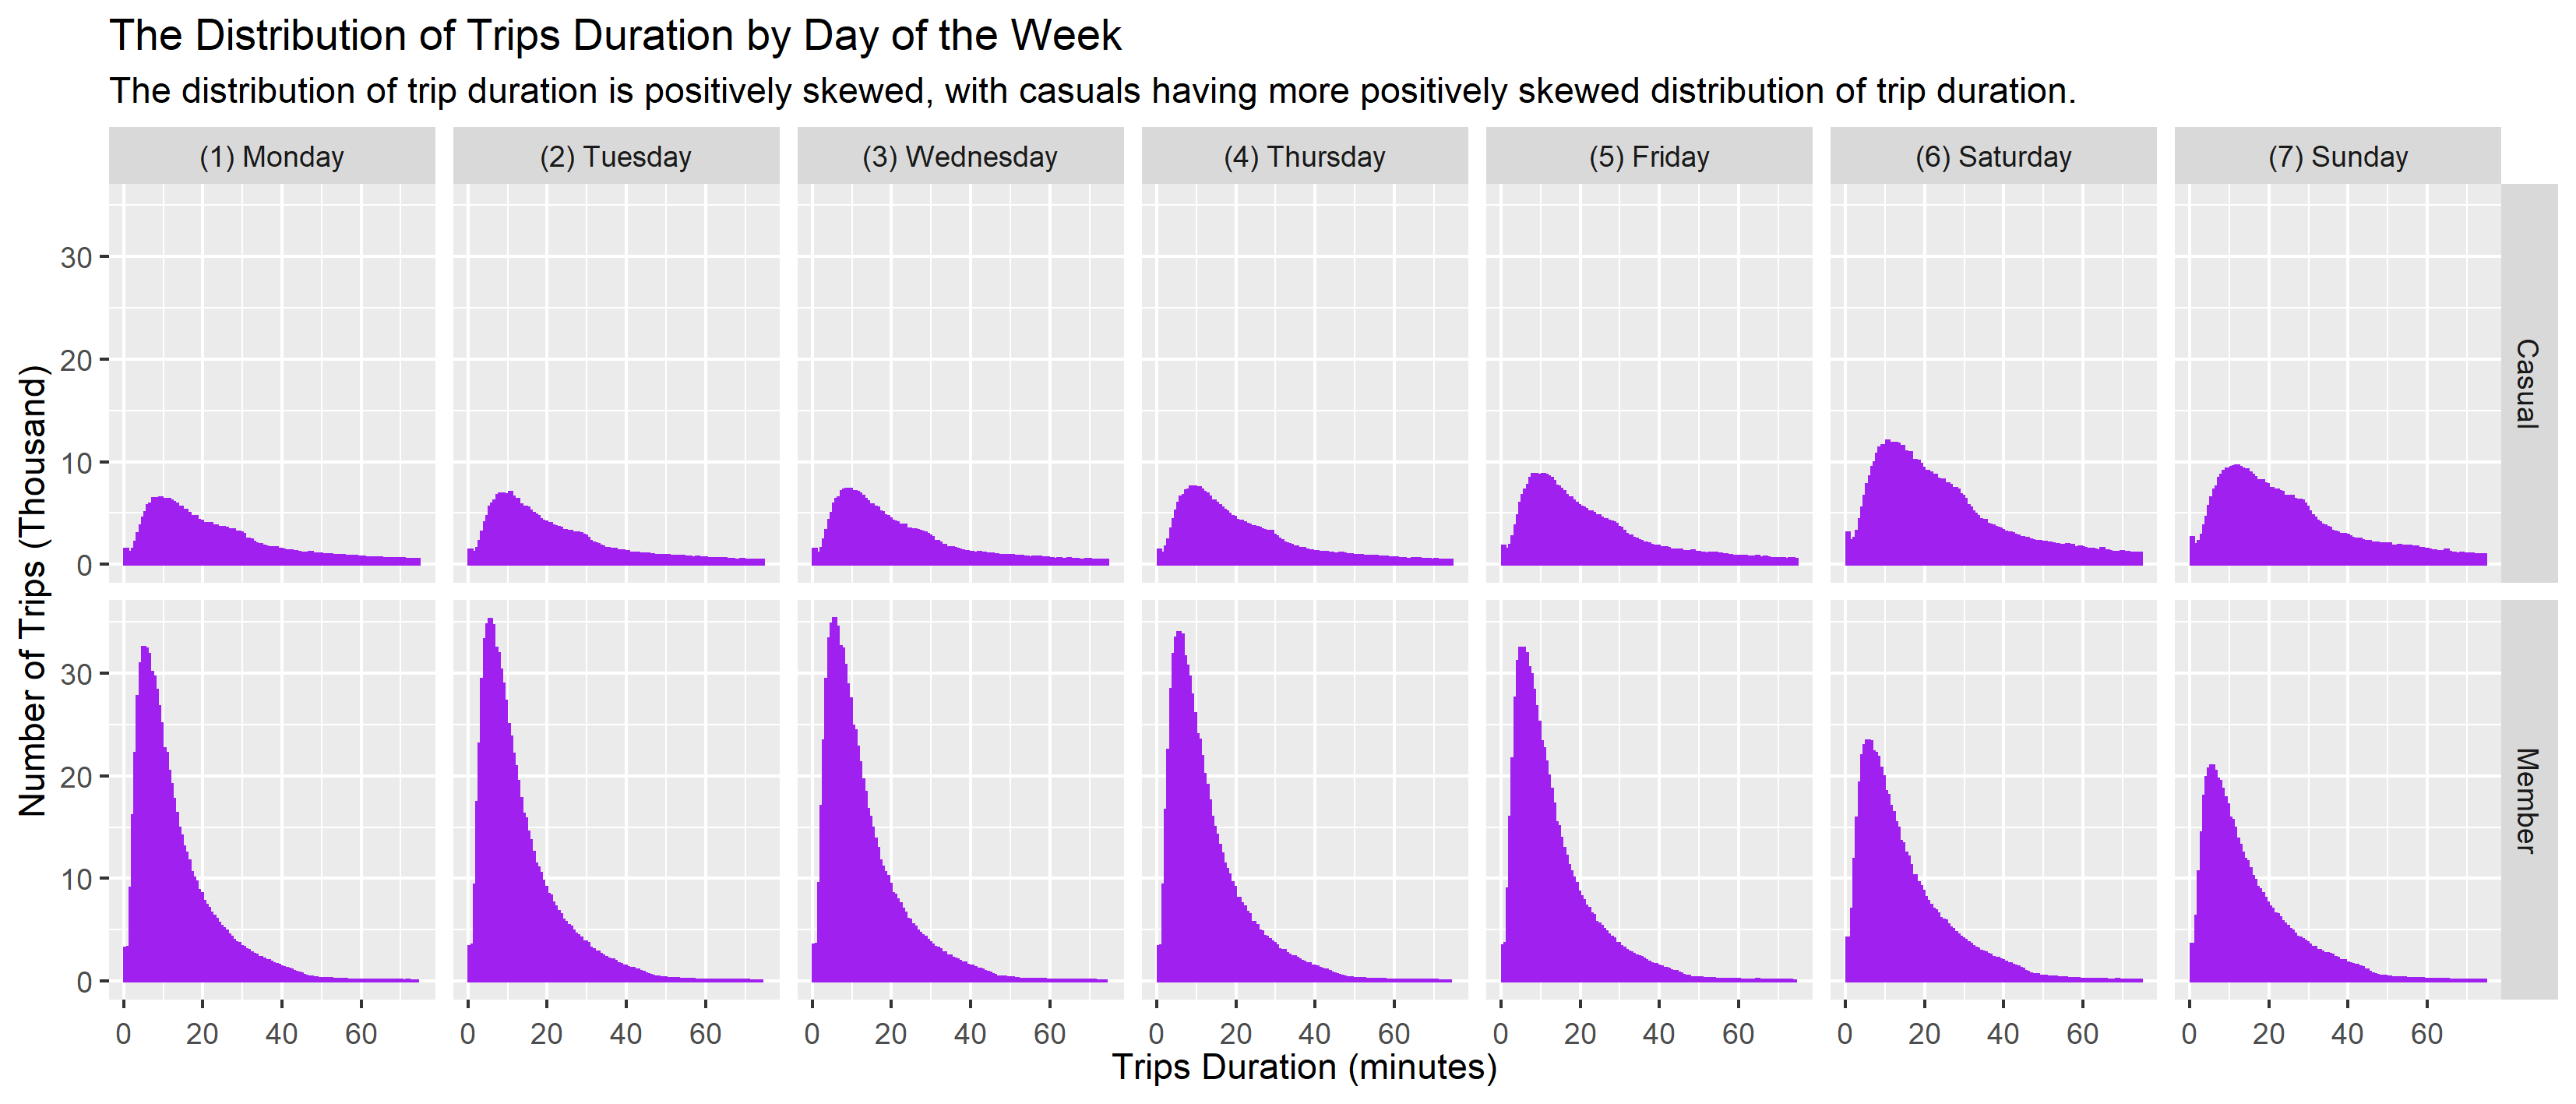 The Distribution of Trips Duration by Day of the Week
The distribution of trip duration is positively skewed, with casuals having more positively skewed distribution of trip duration.
(1) Monday (2) Tuesday (3) Wednesday (4) Thursday (5) Friday (6) Saturday (7) Sunday
Number of Trips (Thousand)
30
20
10
0
Casual
30
20
10
0
Member
0 20 40 60 0 20 40 60 0 20 40 60 0 20 40 60 0 20 40 60 0 20 40 60 0 20 40 60
Trips Duration (minutes)